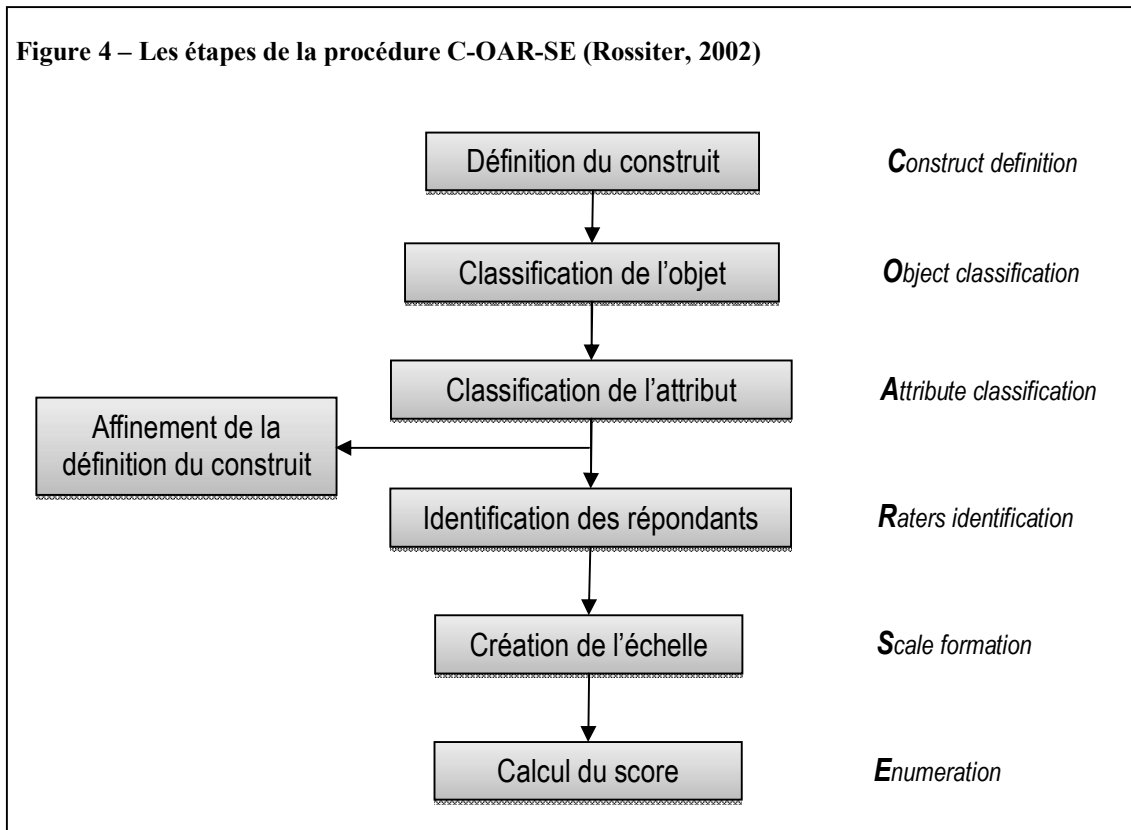 Figure 4 – Les étapes de la procédure C-OAR-SE (Rossiter, 2002)
Définition du construit
Construct definition
Classification de l’objet
Object classification
Classification de l’attribut
Attribute classification
Affinement de la
définition du construit
Identification des répondants
Raters identification
Création de l’échelle
Scale formation
Calcul du score
Enumeration